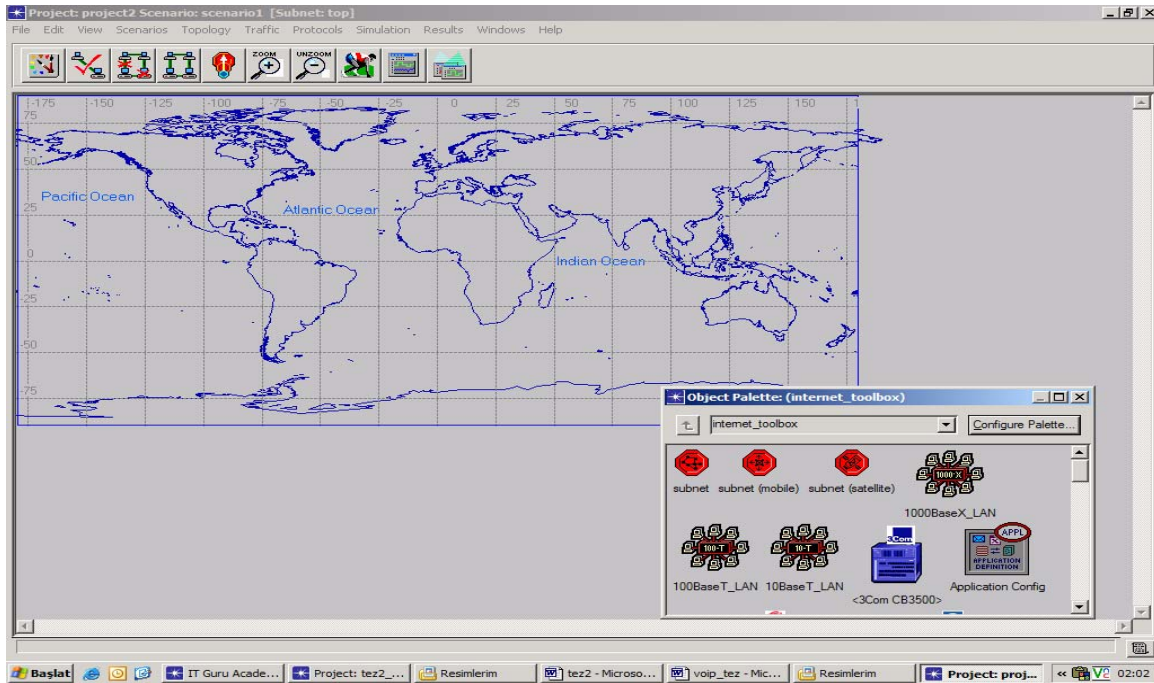 Project: project2 Scenario: scenario1 [Subnet: top]
File Edit View Scenarios Topology Traffic Protocols Simulation Results Windows Help
ZOOM UNZOOM
-175 -150 -125 -100 -75 -50 -25 0 25 50 75 100 125 150
75
50
Pacific Ocean
25
Atlantic Ocean
0
Indian Ocean
-25
-50
-75
Object Palette: (internet_toolbox)
internet_toolbox Configure Palette...
subnet subnet (mobile) subnet (satellite)
1000-X
1000BaseX_LAN
100-T 10-T 3Com APPL
APPLICATION
DEFINITION
100BaseT_LAN 10BaseT_LAN Application Config
<3Com CB3500>
Başlat IT Guru Acade... Project: tez2_... Resimlerim tez2 - Microso... voip_tez - Mic... Resimlerim Project: proj... « 02:02